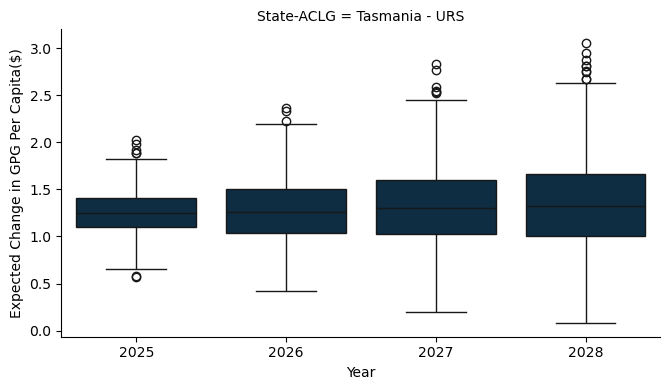 State-ACLG = Tasmania - URS
Expected Change in GPG Per Capita($)
3.0
2.5
2.0
1.5
1.0
0.5
0.0
2025 2026 2027 2028
Year